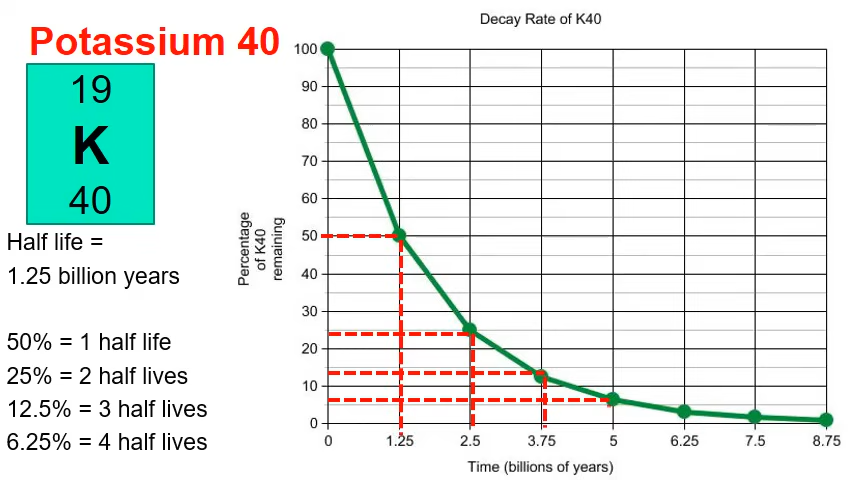 Potassium 40
19
K
40
Half life =
1.25 billion years
50% = 1 half life
25% = 2 half lives
12.5% = 3 half lives
6.25% = 4 half lives
Decay Rate of K40
Percentage
of K40
remaining
100
90
80
70
60
50
40
30
20
10
0
0 1.25 2.5 3.75 5 6.25 7.5 8.75
Time (billions of years)